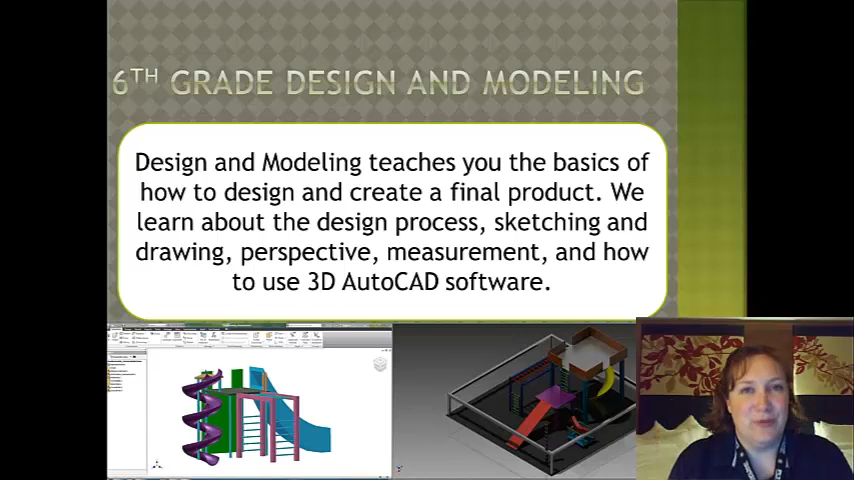 6TH GRADE DESIGN AND MODELING
Design and Modeling teaches you the basics of
how to design and create a final product. We
learn about the design process, sketching and
drawing, perspective, measurement, and how
to use 3D AutoCAD software.